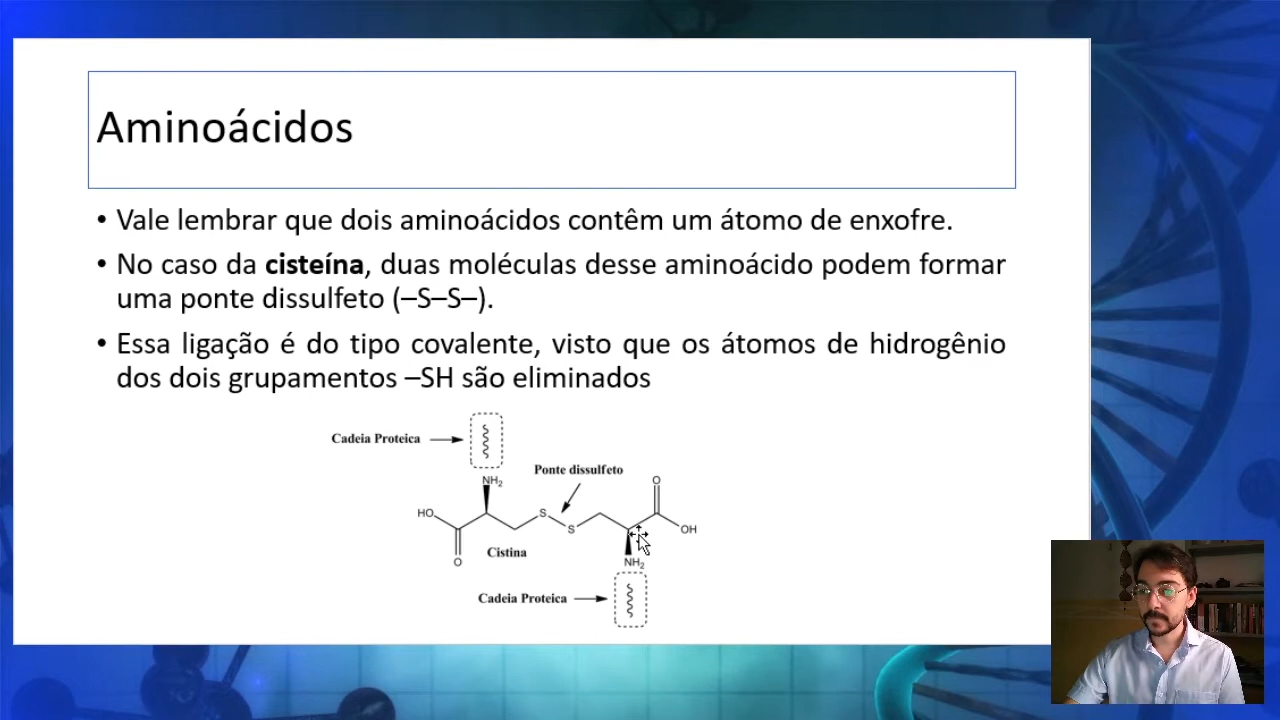 Aminoácidos
• Vale lembrar que dois aminoácidos contêm um átomo de enxofre.
• No caso da cisteína, duas moléculas desse aminoácido podem formar
uma ponte dissulfeto (–S–S–).
• Essa ligação é do tipo covalente, visto que os átomos de hidrogênio
dos dois grupamentos –SH são eliminados
Cadeia Proteica
Ponte dissulfeto
NH₂
O
HO
S
S
OH
Cistina
O
NH₂
Cadeia Proteica